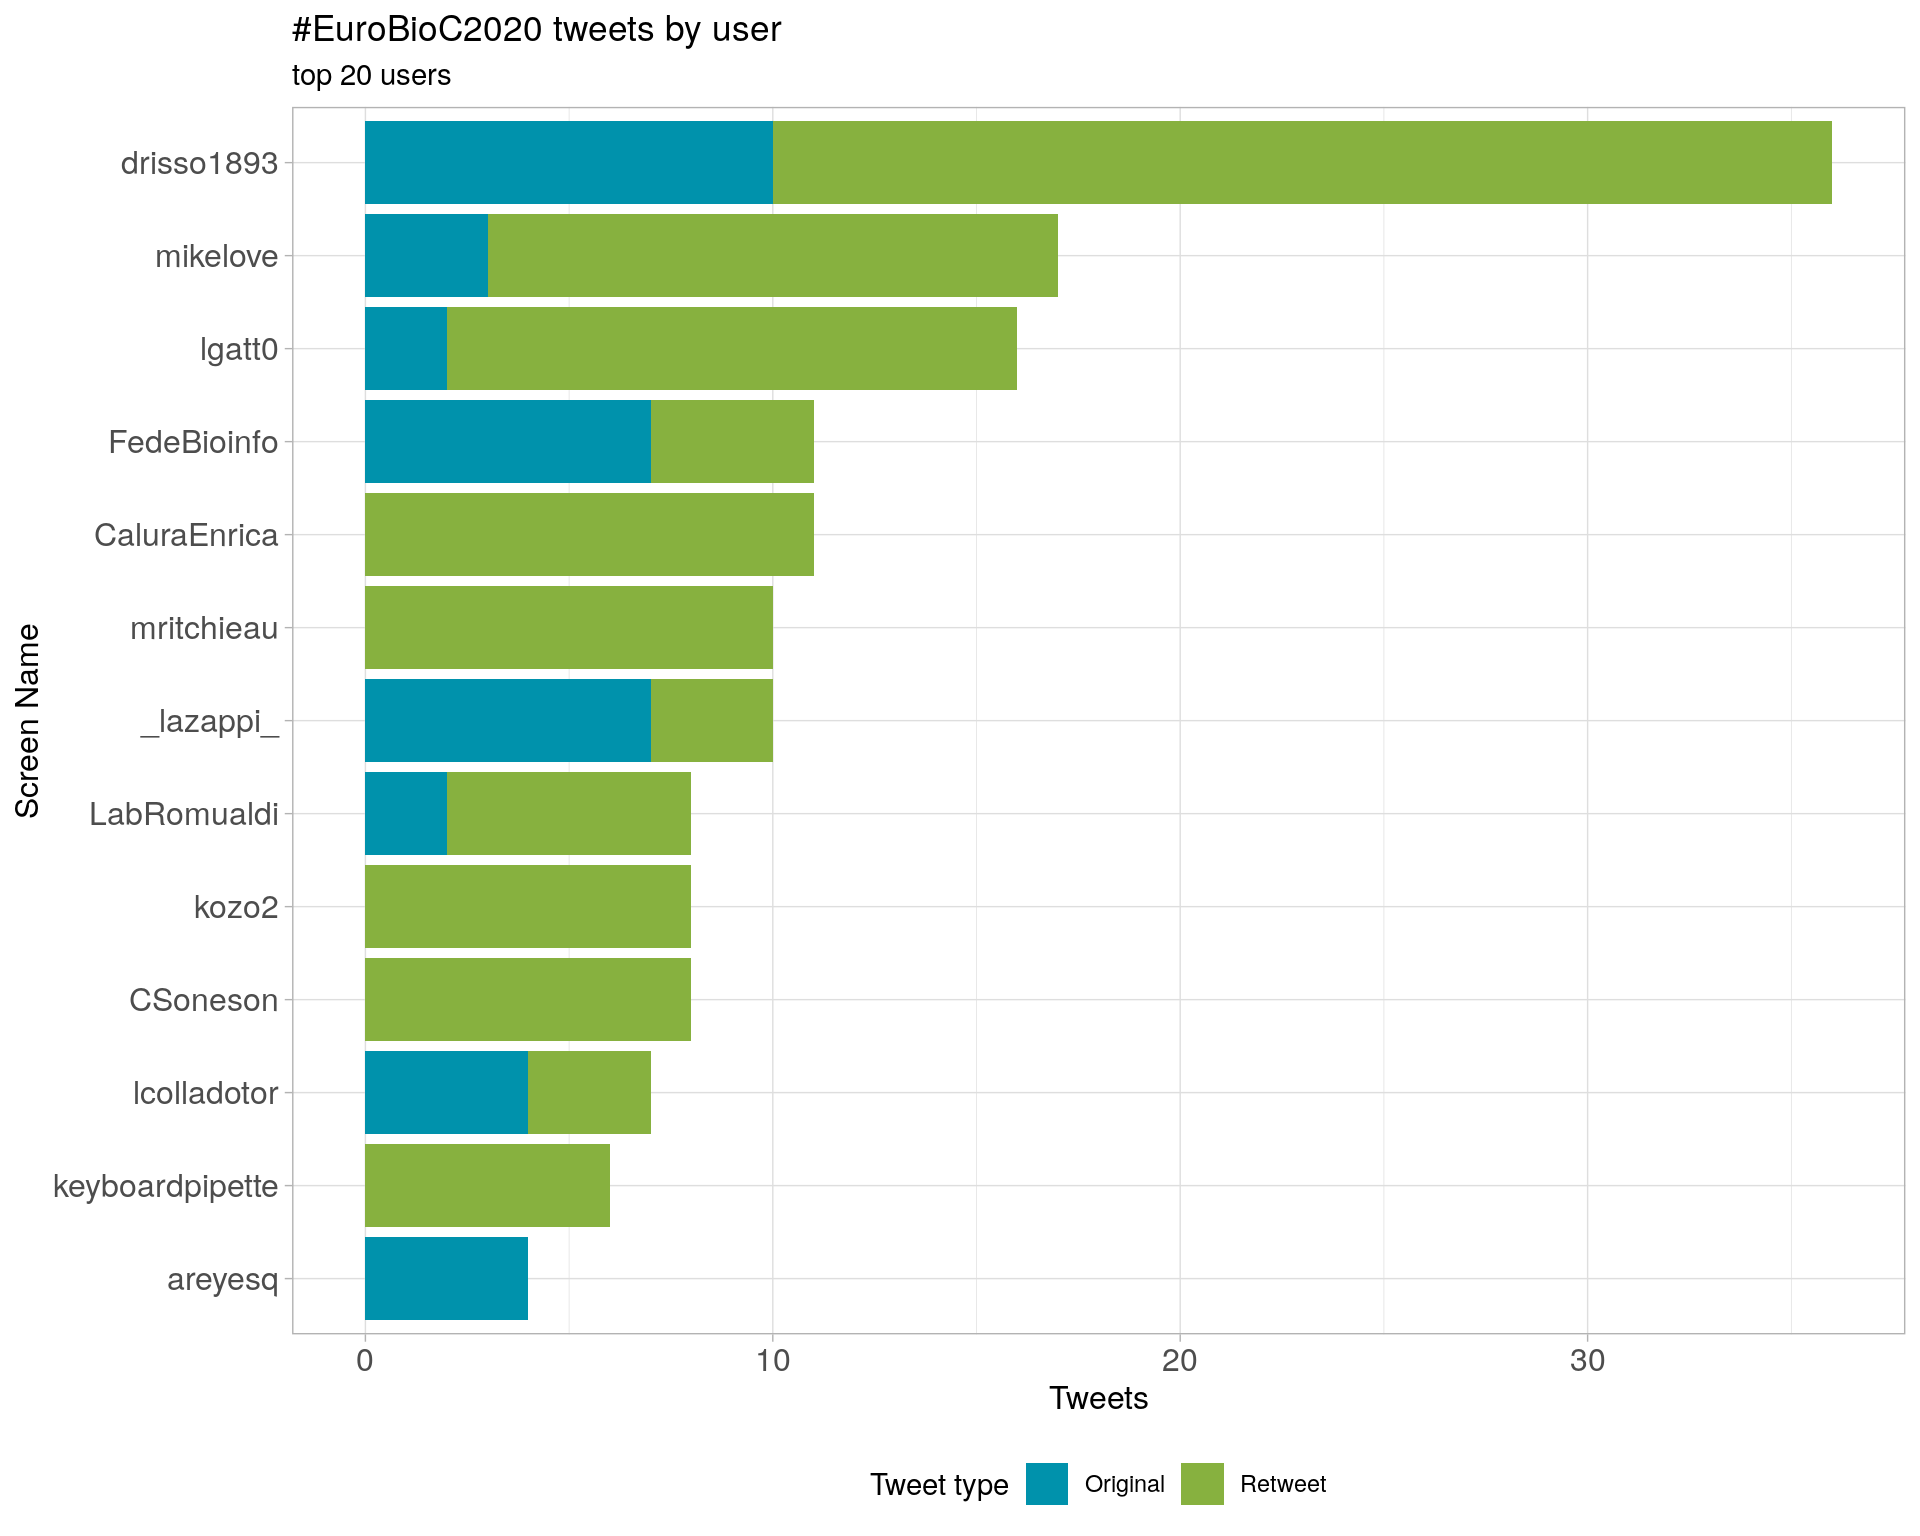 #EuroBioC2020 tweets by user
top 20 users
Screen Name
drisso1893
mikelove
lgatt0
FedeBioinfo
CaluraEnrica
mritchieau
_lazappi_
LabRomualdi
kozo2
CSoneson
lcolladotor
keyboardpipette
areyesq
0 10 20 30
Tweets
Tweet type Original Retweet